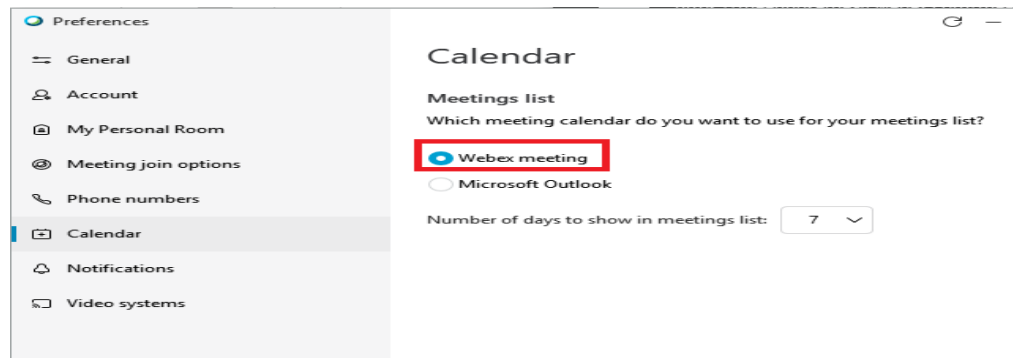 Preferences
General
Account
My Personal Room
Meeting join options
Phone numbers
Calendar
Notifications
Video systems
Calendar
Meetings list
Which meeting calendar do you want to use for your meetings list?
Webex meeting
Microsoft Outlook
Number of days to show in meetings list: 7